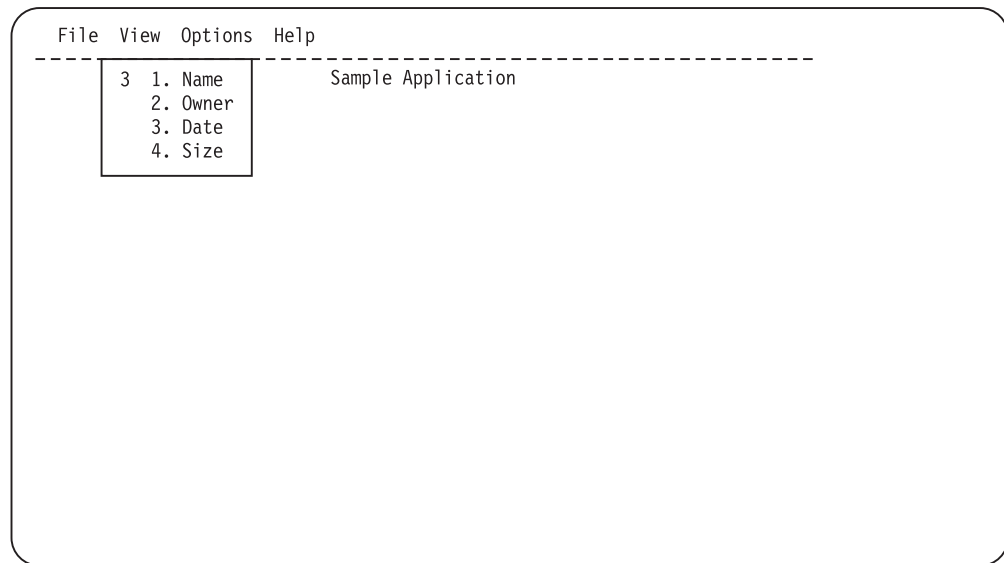 File View Options Help
3 1. Name Sample Application
2. Owner
3. Date
4. Size